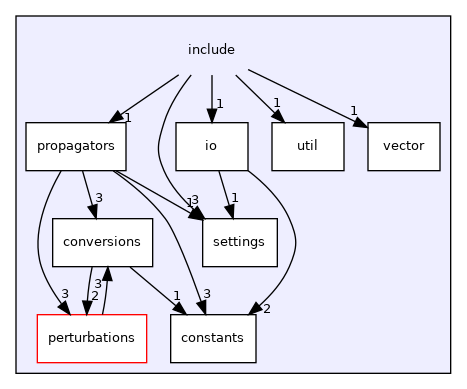 include
1
1
1
1
propagators
io
util
vector
3
1
3
1
conversions
settings
3
3
2
1
3
2
perturbations
constants